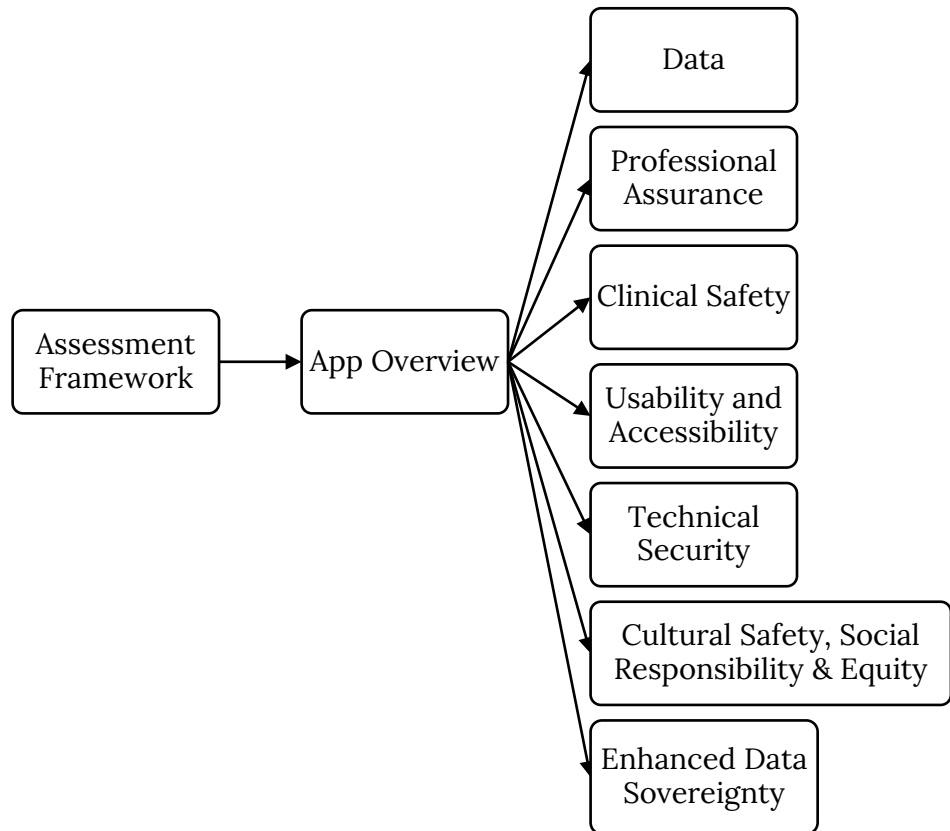 Assessment
Framework
App Overview
Data
Professional
Assurance
Clinical Safety
Usability and
Accessibility
Technical
Security
Cultural Safety, Social
Responsibility & Equity
Enhanced Data
Sovereignty